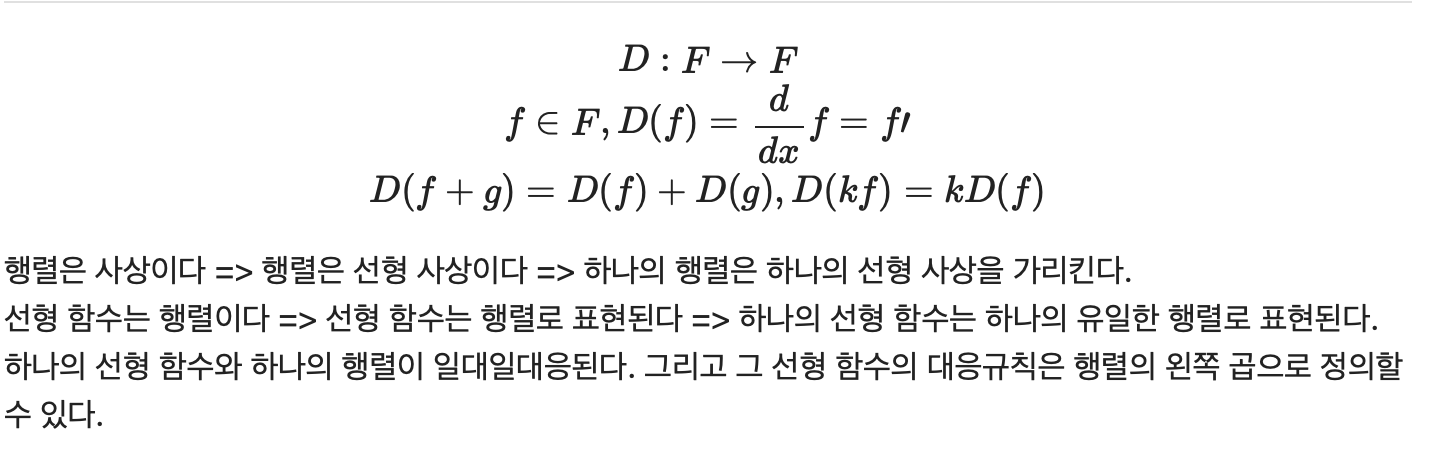 D : F → F
f ∈ F, D(f) = d/dx f = f′
D(f + g) = D(f) + D(g), D(kf) = kD(f)
행렬은 사상이다 => 행렬은 선형 사상이다 => 하나의 행렬은 하나의 선형 사상을 가리킨다.
선형 함수는 행렬이다 => 선형 함수는 행렬로 표현된다 => 하나의 선형 함수는 하나의 유일한 행렬로 표현된다.
하나의 선형 함수와 하나의 행렬이 일대일대응된다. 그리고 그 선형 함수의 대응규칙은 행렬의 왼쪽 곱으로 정의할
수 있다.